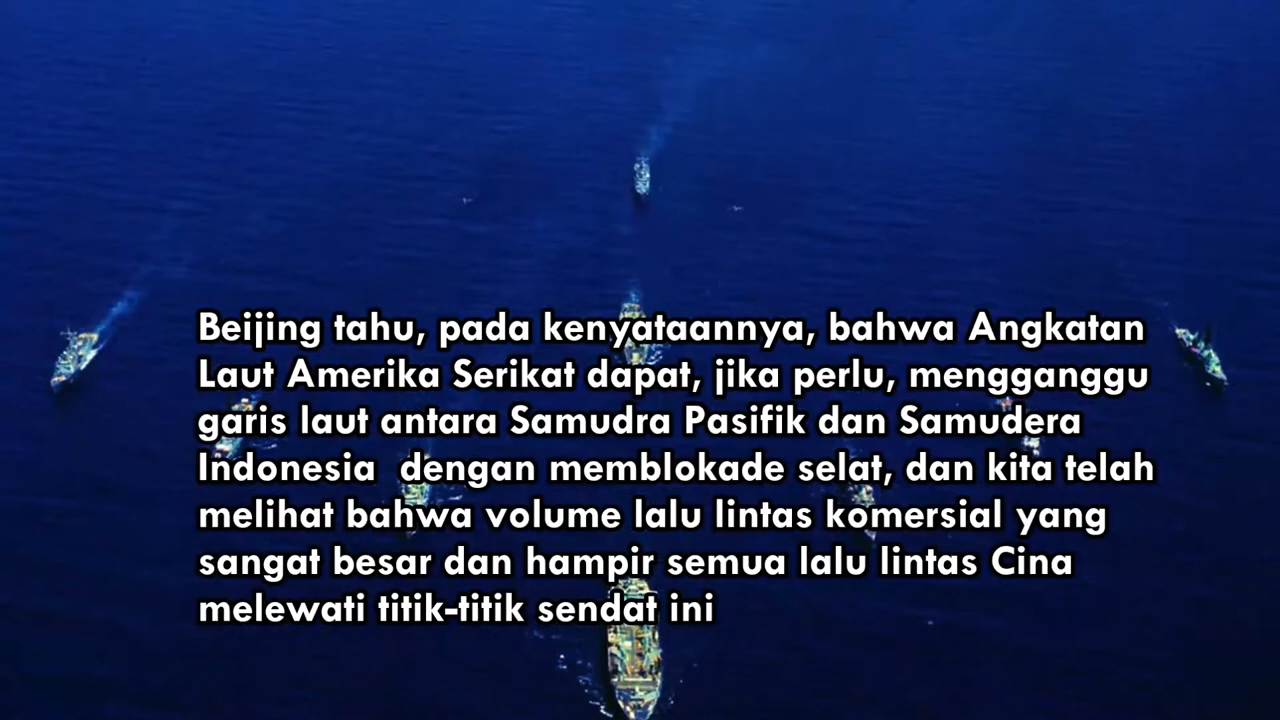 Beijing tahu, pada kenyataannya, bahwa Angkatan
Laut Amerika Serikat dapat, jika perlu, mengganggu
garis laut antara Samudra Pasifik dan Samudera
Indonesia  dengan memblokade selat, dan kita telah
melihat bahwa volume lalu lintas komersial yang
sangat besar dan hampir semua lalu lintas Cina
melewati titik-titik sendat ini